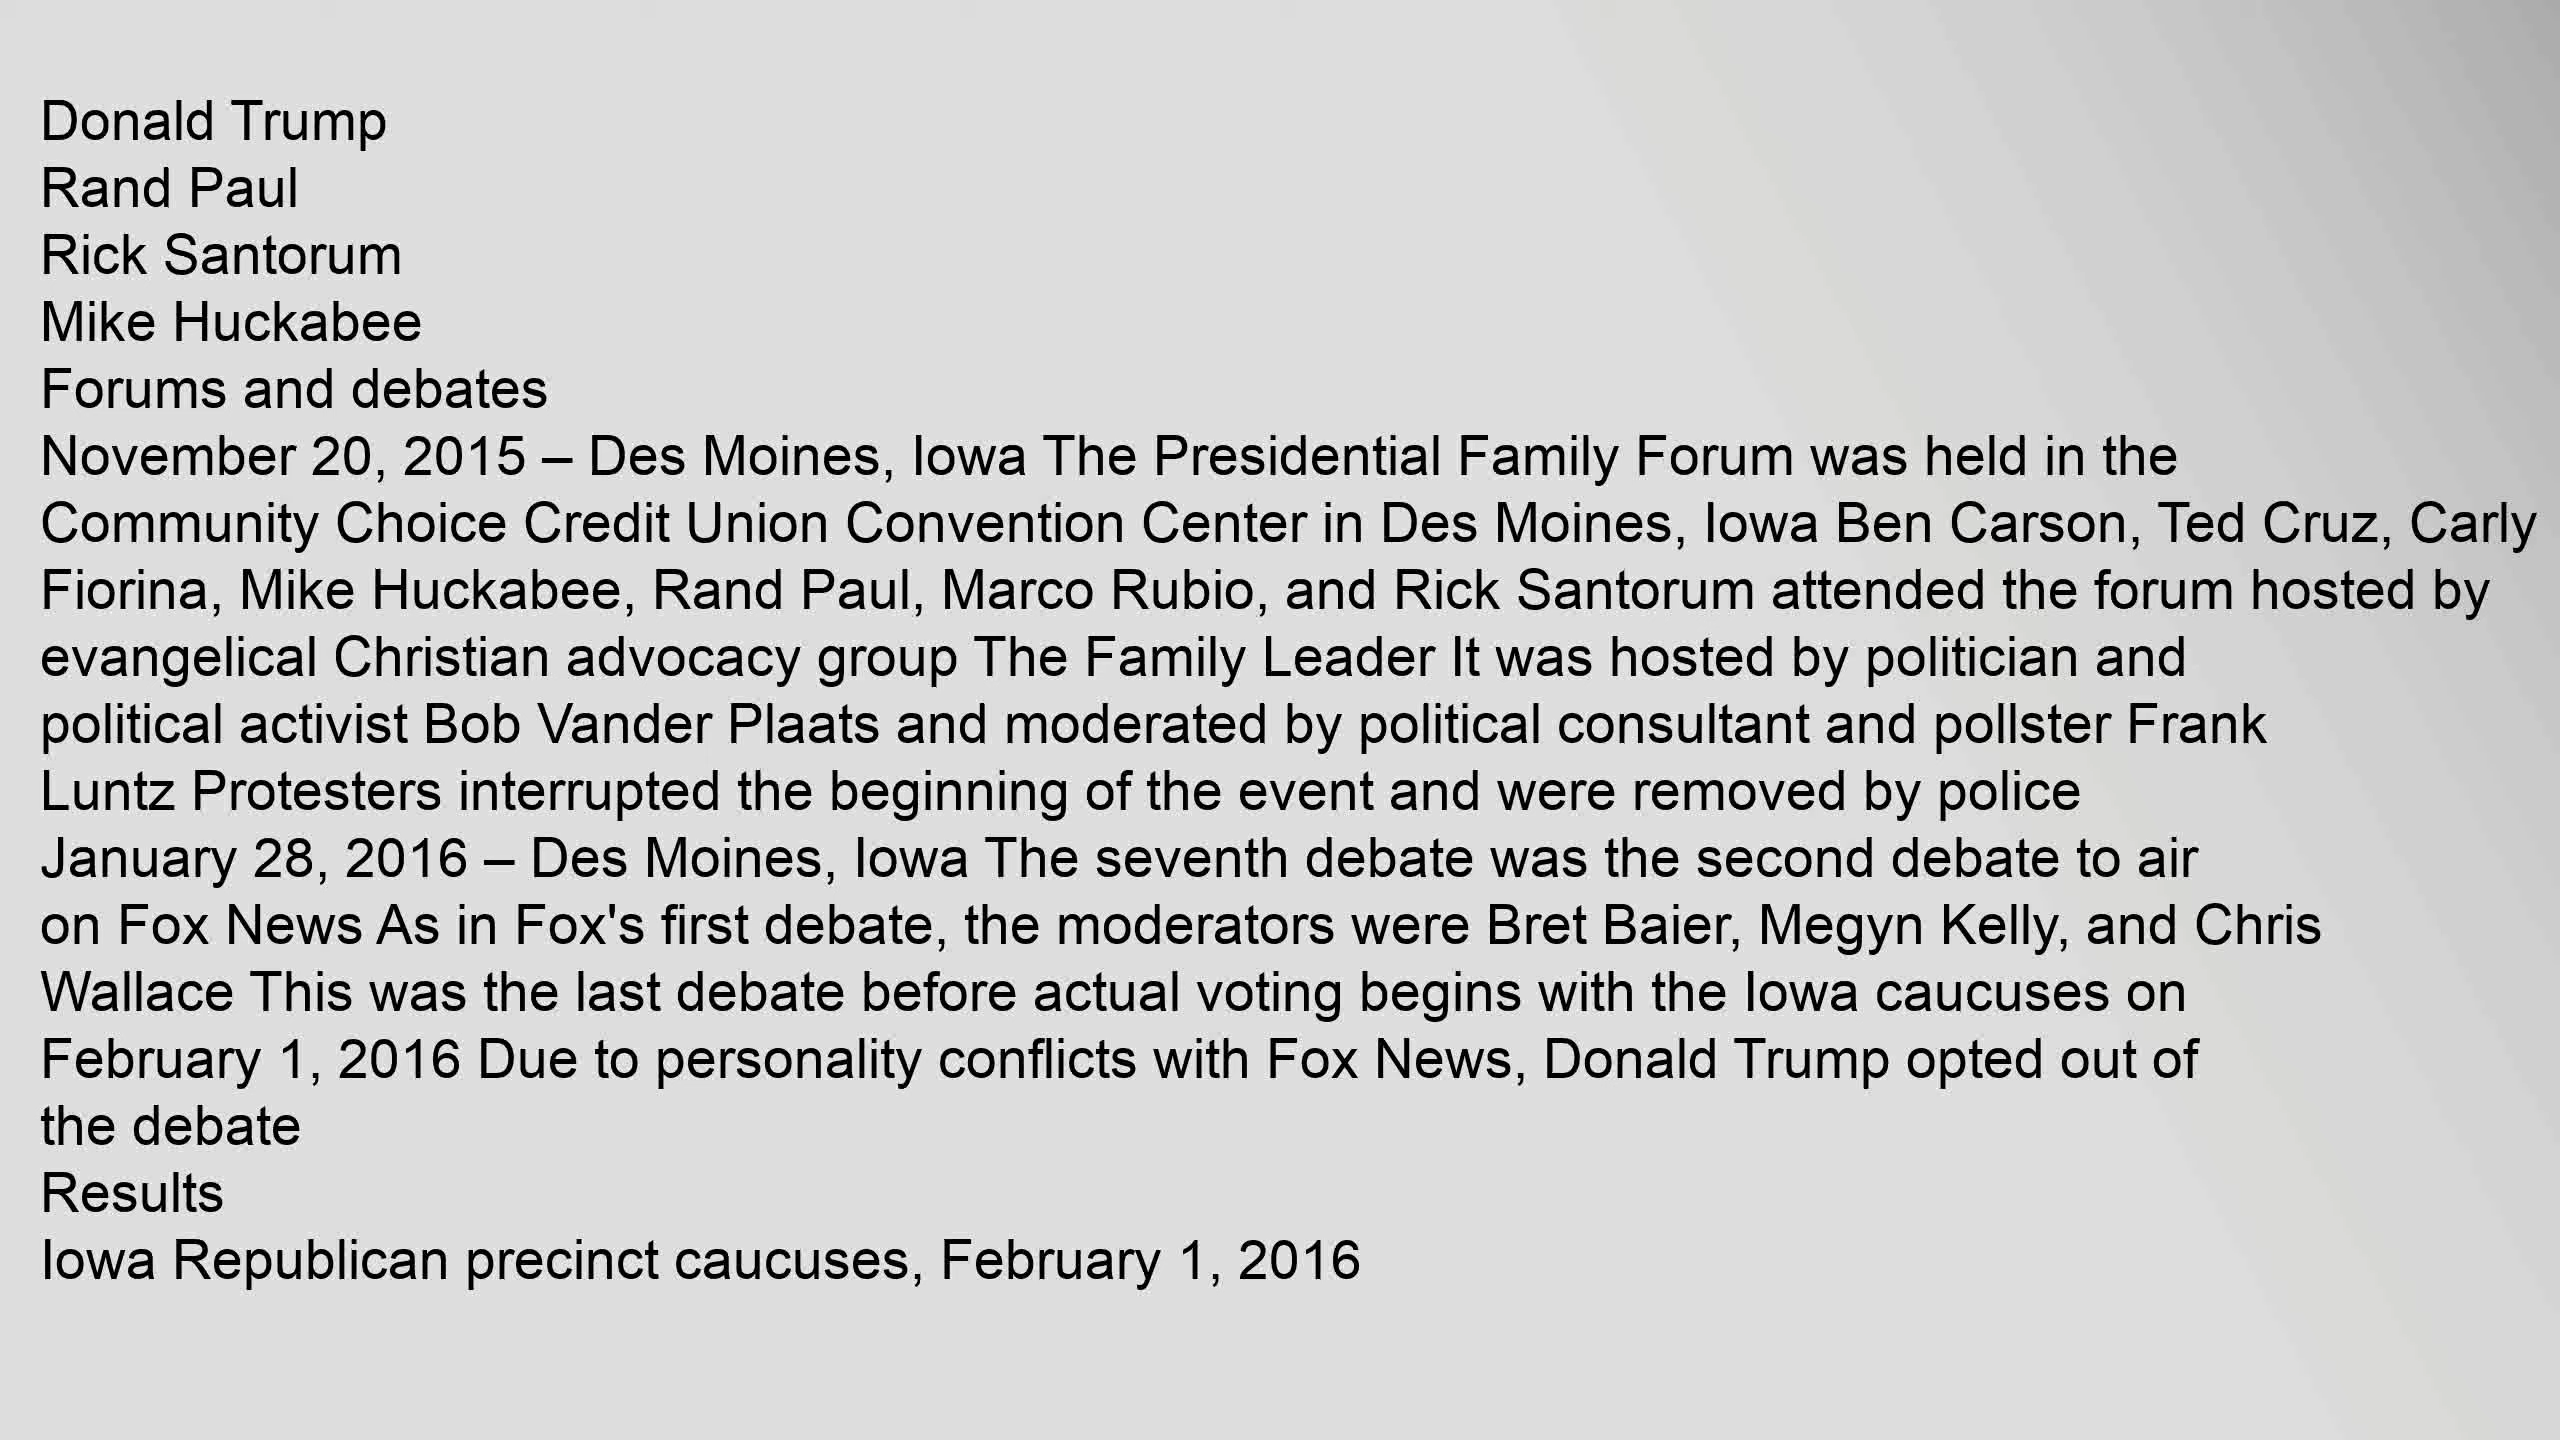 Donald Trump
Rand Paul
Rick Santorum
Mike Huckabee
Forums and debates
November 20, 2015 – Des Moines, Iowa The Presidential Family Forum was held in the
Community Choice Credit Union Convention Center in Des Moines, Iowa Ben Carson, Ted Cruz, Carly
Fiorina, Mike Huckabee, Rand Paul, Marco Rubio, and Rick Santorum attended the forum hosted by
evangelical Christian advocacy group The Family Leader It was hosted by politician and
political activist Bob Vander Plaats and moderated by political consultant and pollster Frank
Luntz Protesters interrupted the beginning of the event and were removed by police
January 28, 2016 – Des Moines, Iowa The seventh debate was the second debate to air
on Fox News As in Fox's first debate, the moderators were Bret Baier, Megyn Kelly, and Chris
Wallace This was the last debate before actual voting begins with the Iowa caucuses on
February 1, 2016 Due to personality conflicts with Fox News, Donald Trump opted out of
the debate
Results
Iowa Republican precinct caucuses, February 1, 2016